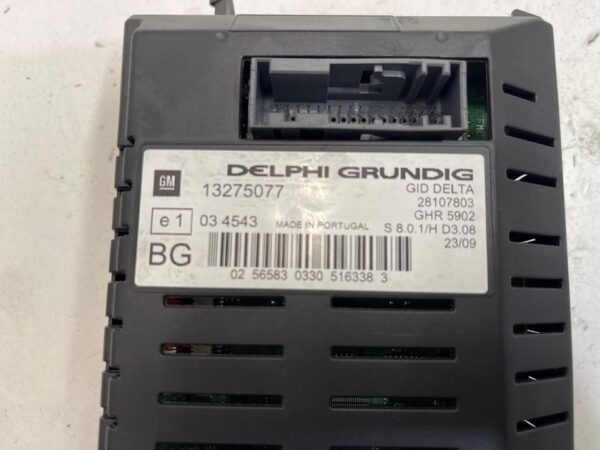 DELPHI GRUNDIG
GM 13275077 GID DELTA
28107803
GHR 5902
e1 03 4543 MADE IN PORTUGAL S 8.0.1/H D3.08
23/09
BG
02 56583 0330 516338 3